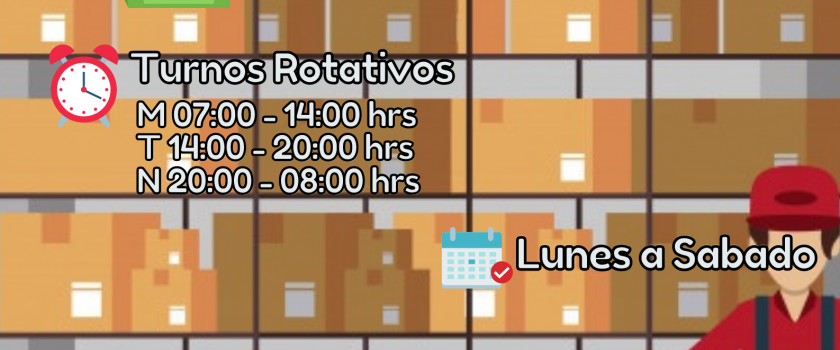 Turnos Rotativos
M 07:00 - 14:00 hrs
T 14:00 - 20:00 hrs
N 20:00 - 08:00 hrs
Lunes a Sabado